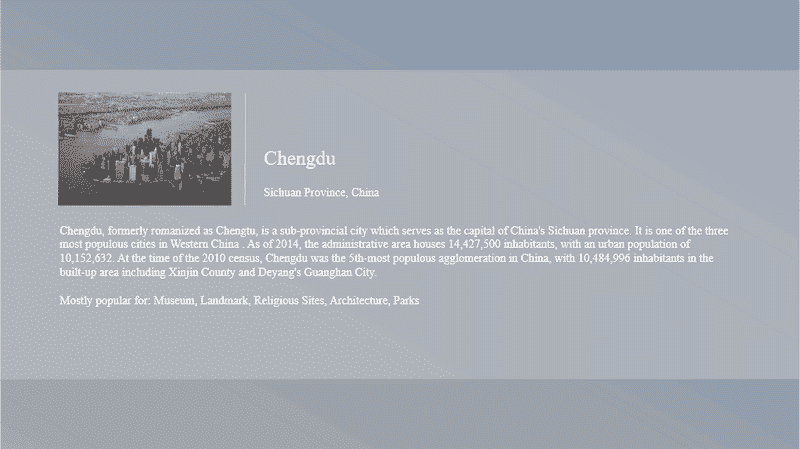 Chengdu
Sichuan Province, China
Chengdu, formerly romanized as Chengtu, is a sub-provincial city which serves as the capital of China's Sichuan province. It is one of the three
most populous cities in Western China . As of 2014, the administrative area houses 14,427,500 inhabitants, with an urban population of
10,152,632. At the time of the 2010 census, Chengdu was the 5th-most populous agglomeration in China, with 10,484,996 inhabitants in the
built-up area including Xinjin County and Deyang's Guanghan City.
Mostly popular for: Museum, Landmark, Religious Sites, Architecture, Parks